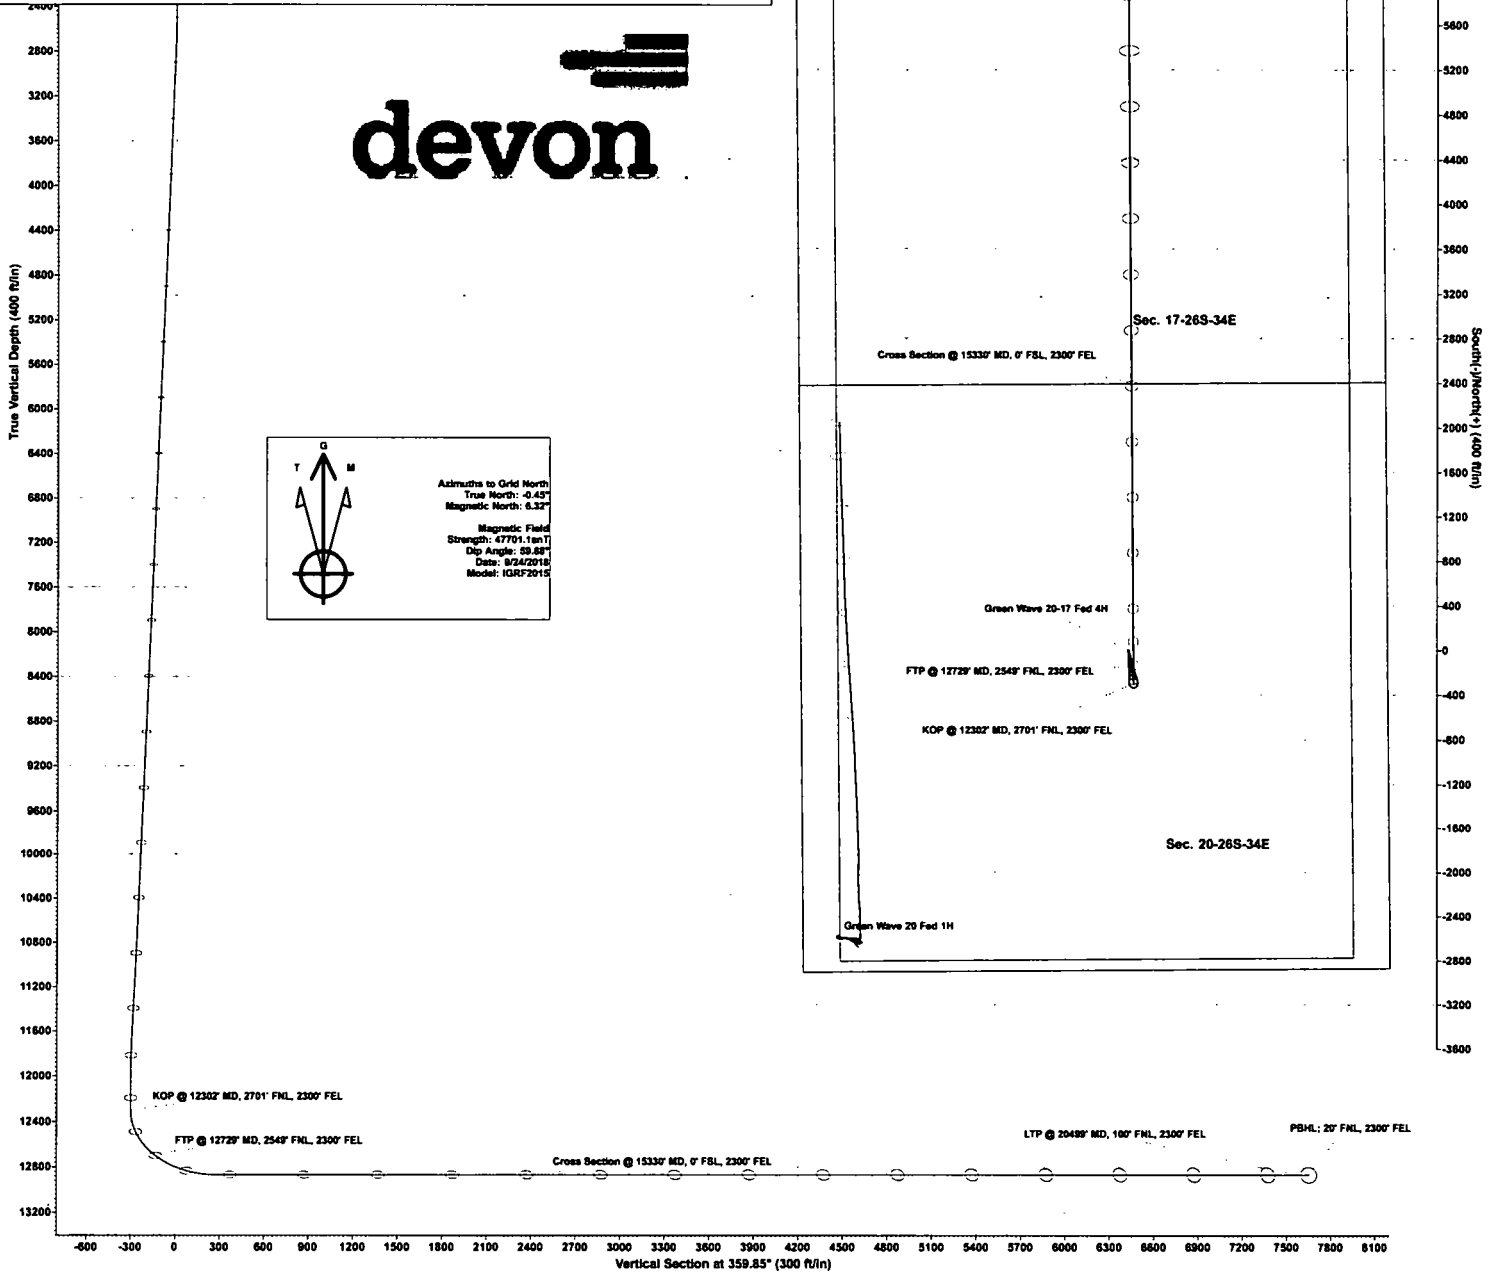 2400
2800
3200
3600
4000
4400
4800
5200
5600
6000
6400
6800
7200
7600
8000
8400
8800
9200
9600
10000
10400
10800
11200
11600
12000
12400
12800
13200
True Vertical Depth (400 ft/in)
devon
G
T M
Azimuths to Grid North
True North: -0.45°
Magnetic North: 6.32°
Magnetic Field
Strength: 47701.1snT
Dip Angle: 59.88°
Date: 9/24/2018
Model: IGRF2015
KOP @ 12302' MD, 2701' FNL, 2300' FEL
FTP @ 12729' MD, 2549' FNL, 2300' FEL
Cross Section @ 15330' MD, 0' FSL, 2300' FEL
LTP @ 20499' MD, 100' FNL, 2300' FEL
PBHL; 20' FNL, 2300' FEL
-600 -300 0 300 600 900 1200 1500 1800 2100 2400 2700 3000 3300 3600 3900 4200 4500 4800 5100 5400 5700 6000 6300 6600 6900 7200 7500 7800 8100
Vertical Section at 359.85° (300 ft/in)
Sec. 17-26S-34E
Cross Section @ 15330' MD, 0' FSL, 2300' FEL
Green Wave 20-17 Fed 4H
FTP @ 12729' MD, 2549' FNL, 2300' FEL
KOP @ 12302' MD, 2701' FNL, 2300' FEL
Sec. 20-26S-34E
Green Wave 20 Fed 1H
5600
5200
4800
4400
4000
3600
3200
2800
2400
2000
1600
1200
800
400
0
-400
-800
-1200
-1600
-2000
-2400
-2800
-3200
-3600
South(-)/North(+) (400 ft/in)